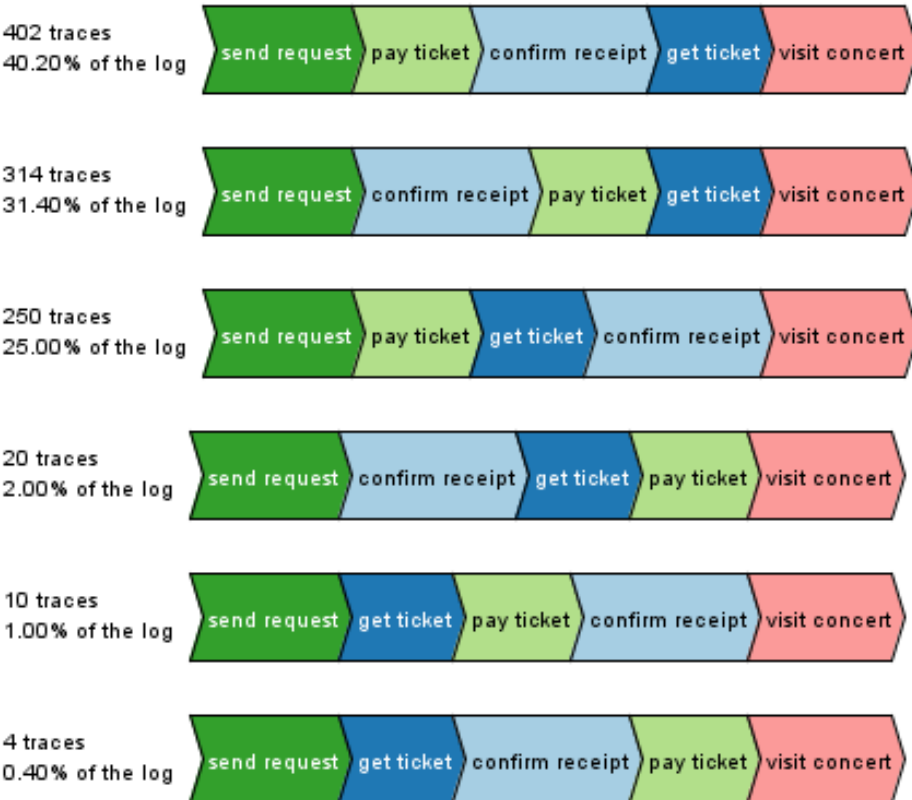 402 traces
40.20% of the log
send request pay ticket confirm receipt get ticket visit concert
314 traces
31.40% of the log
send request confirm receipt pay ticket get ticket visit concert
250 traces
25.00% of the log
send request pay ticket get ticket confirm receipt visit concert
20 traces
2.00% of the log
send request confirm receipt get ticket pay ticket visit concert
10 traces
1.00% of the log
send request get ticket pay ticket confirm receipt visit concert
4 traces
0.40% of the log
send request get ticket confirm receipt pay ticket visit concert